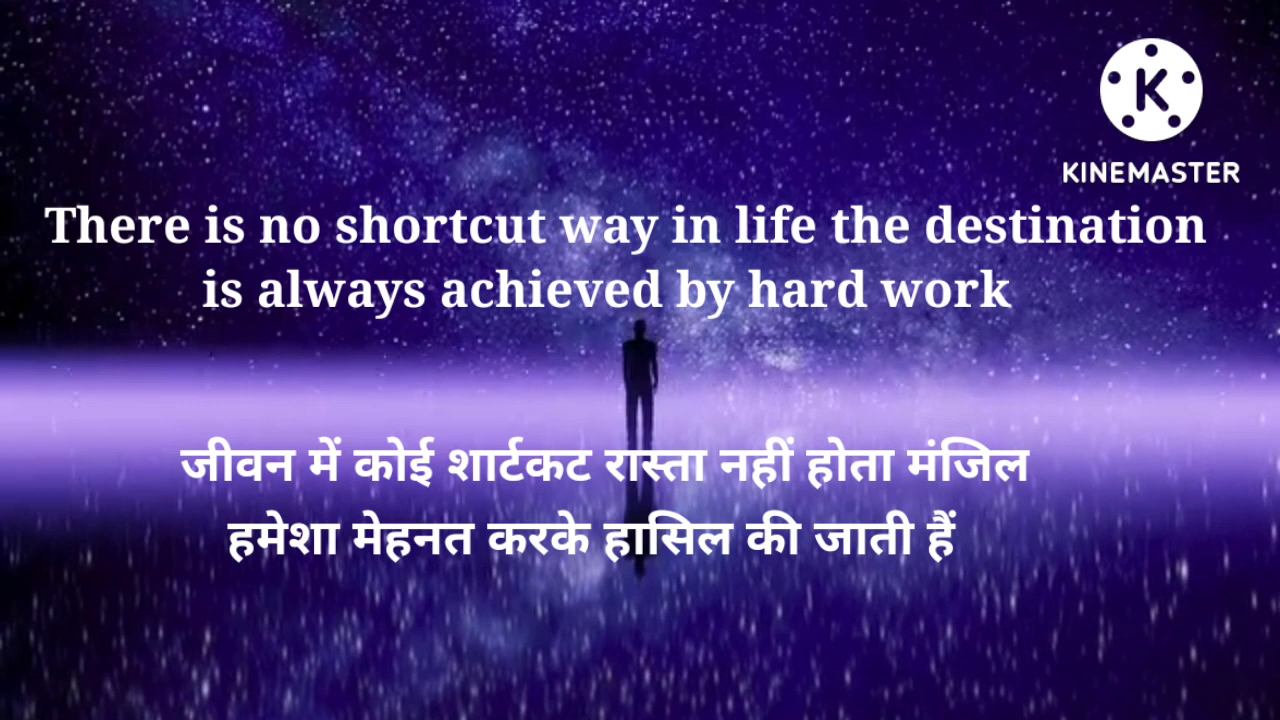 K
KINEMASTER
There is no shortcut way in life the destination
is always achieved by hard work
जीवन में कोई शार्टकट रास्ता नहीं होता मंजिल
हमेशा मेहनत करके हासिल की जाती हैं